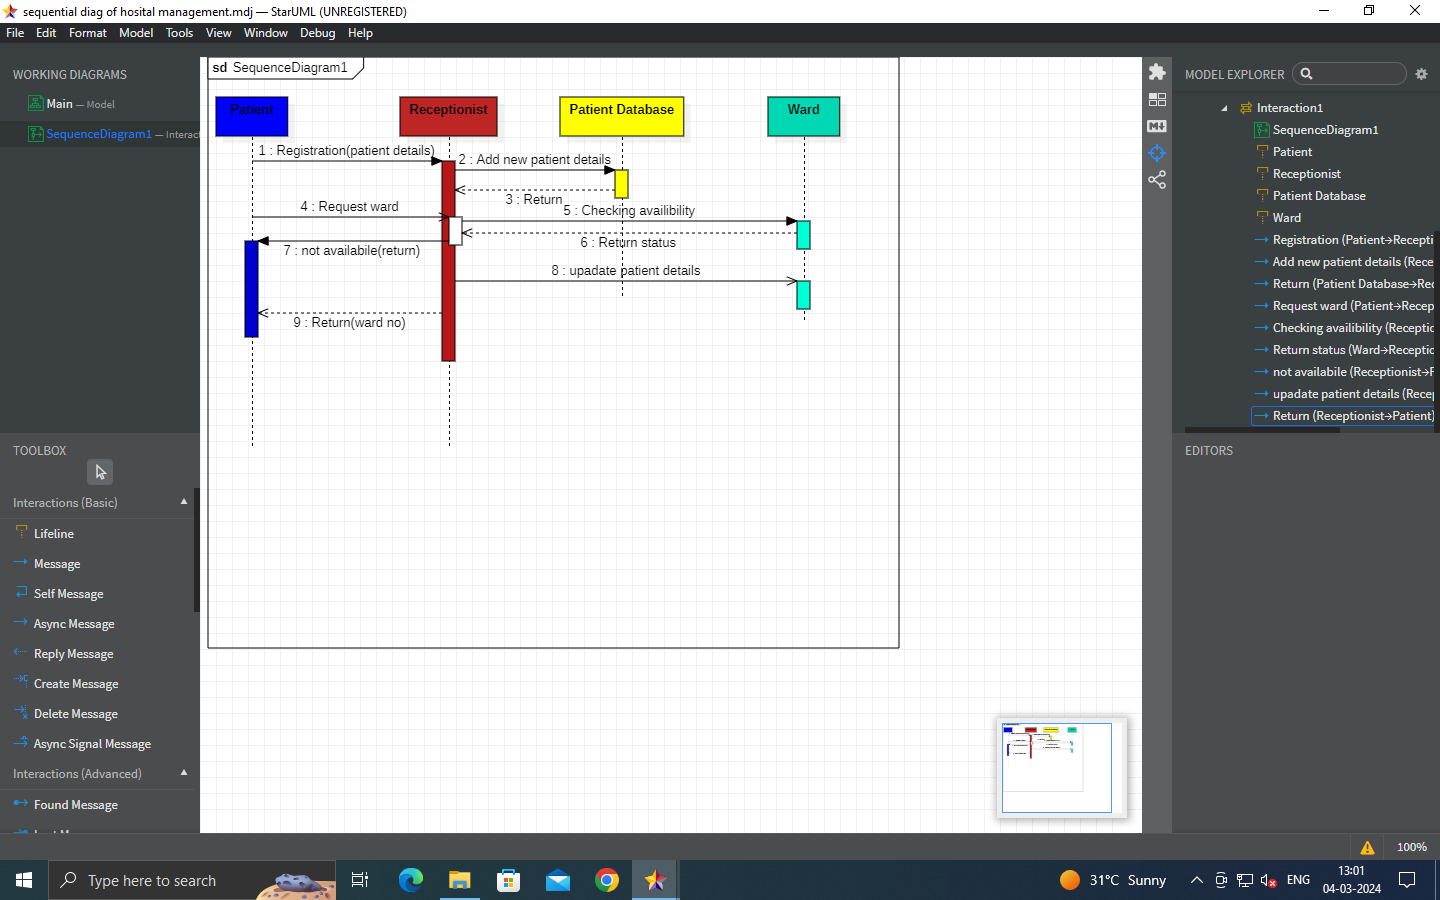 sequential diag of hosital management.mdj — StarUML (UNREGISTERED)
File Edit Format Model Tools View Window Debug Help
WORKING DIAGRAMS
Main — Model
SequenceDiagram1 — Interac
TOOLBOX
Interactions (Basic)
Lifeline
Message
Self Message
Async Message
Reply Message
Create Message
Delete Message
Async Signal Message
Interactions (Advanced)
Found Message
sd SequenceDiagram1
Patient
Receptionist
Patient Database
Ward
1 : Registration(patient details)
2 : Add new patient details
3 : Return
4 : Request ward
5 : Checking availibility
6 : Return status
7 : not availabile(return)
8 : upadate patient details
9 : Return(ward no)
M
MODEL EXPLORER
Interaction1
SequenceDiagram1
Patient
Receptionist
Patient Database
Ward
Registration (Patient→Recepti
Add new patient details (Rece
Return (Patient Database→Rec
Request ward (Patient→Recep
Checking availibility (Receptic
Return status (Ward→Receptic
not availabile (Receptionist→P
upadate patient details (Recep
Return (Receptionist→Patient)
EDITORS
100%
Type here to search
31°C Sunny
ENG
13:01
04-03-2024